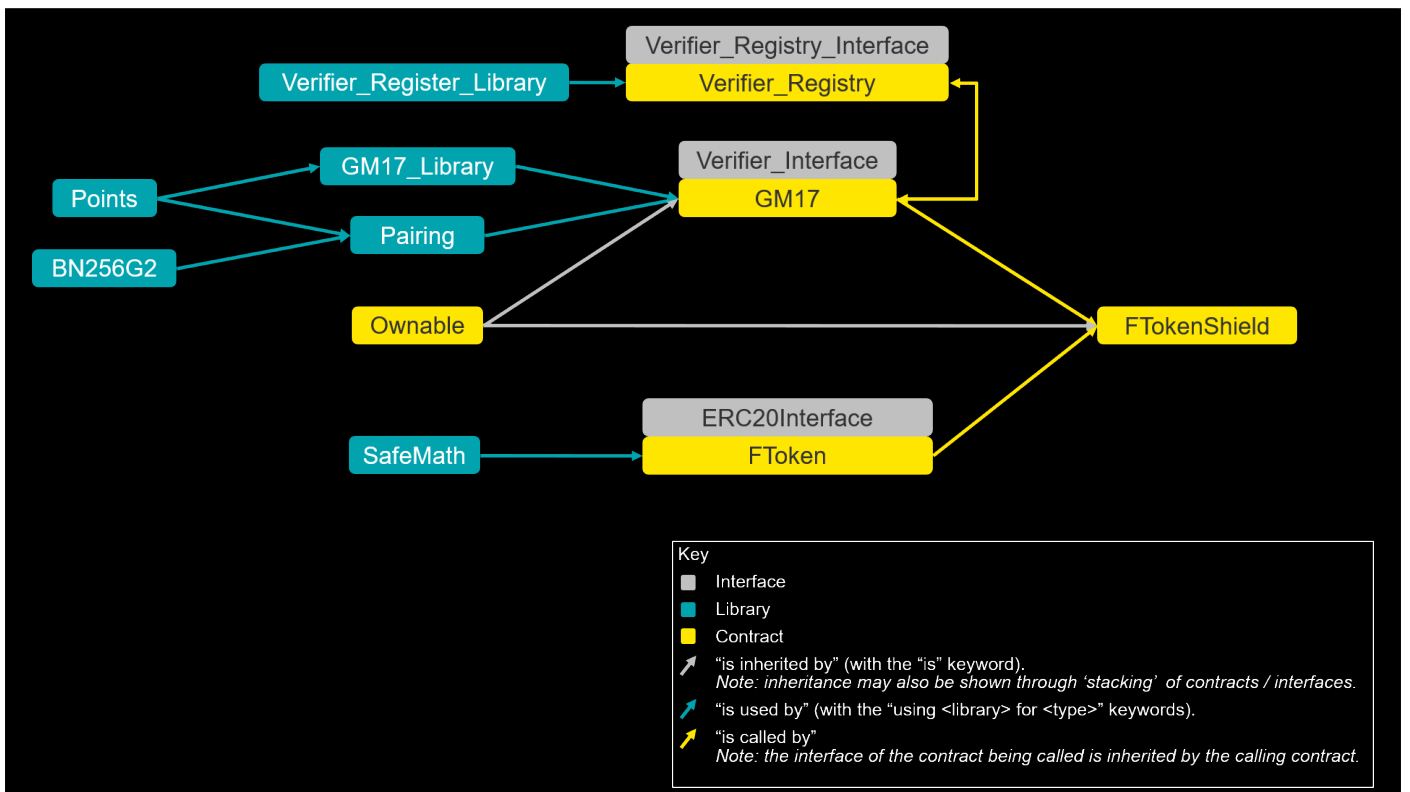 Verifier_Registry_Interface
Verifier_Register_Library
Verifier_Registry
GM17_Library
Verifier_Interface
Points
GM17
Pairing
BN256G2
Ownable
FTokenShield
ERC20Interface
SafeMath
FToken
Key
Interface
Library
Contract
“is inherited by” (with the “is” keyword).
Note: inheritance may also be shown through ‘stacking’ of contracts / interfaces.
“is used by” (with the “using <library> for <type>” keywords).
“is called by”
Note: the interface of the contract being called is inherited by the calling contract.